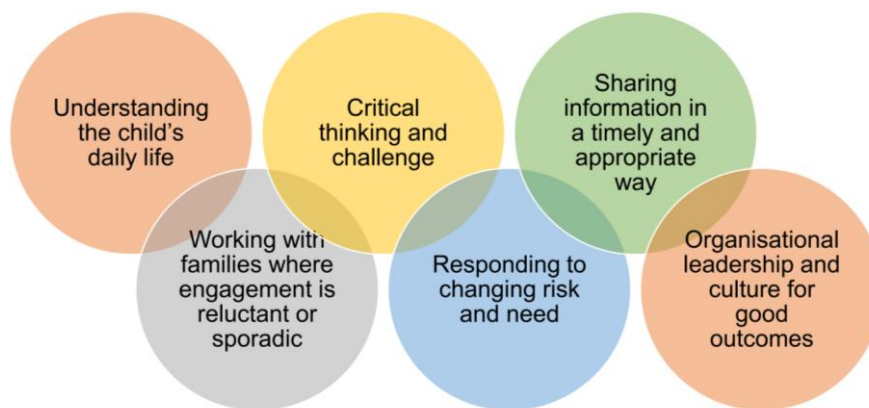 Understanding
the child's
daily life
Working with
families where
engagement is
reluctant or
sporadic
Critical
thinking and
challenge
Responding to
changing risk
and need
Sharing
information in
a timely and
appropriate
way
Organisational
leadership and
culture for
good
outcomes